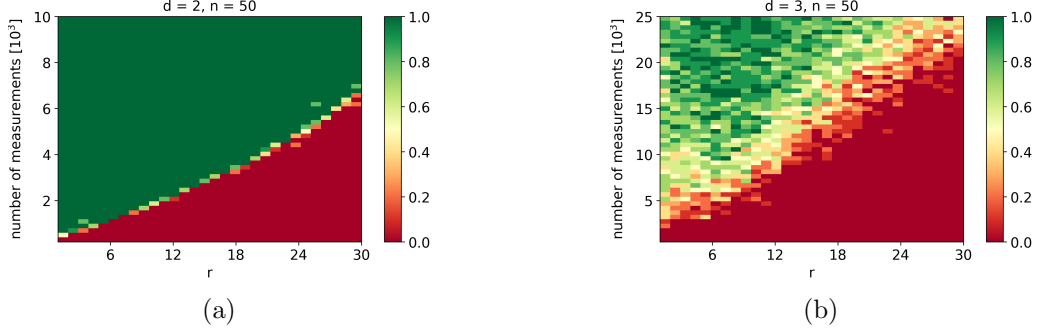 d = 2, n = 50
number of measurements [10³]
10
8
6
4
2
6 12 18 24 30
r
1.0
0.8
0.6
0.4
0.2
0.0
(a)
d = 3, n = 50
number of measurements [10³]
25
20
15
10
5
6 12 18 24 30
r
1.0
0.8
0.6
0.4
0.2
0.0
(b)